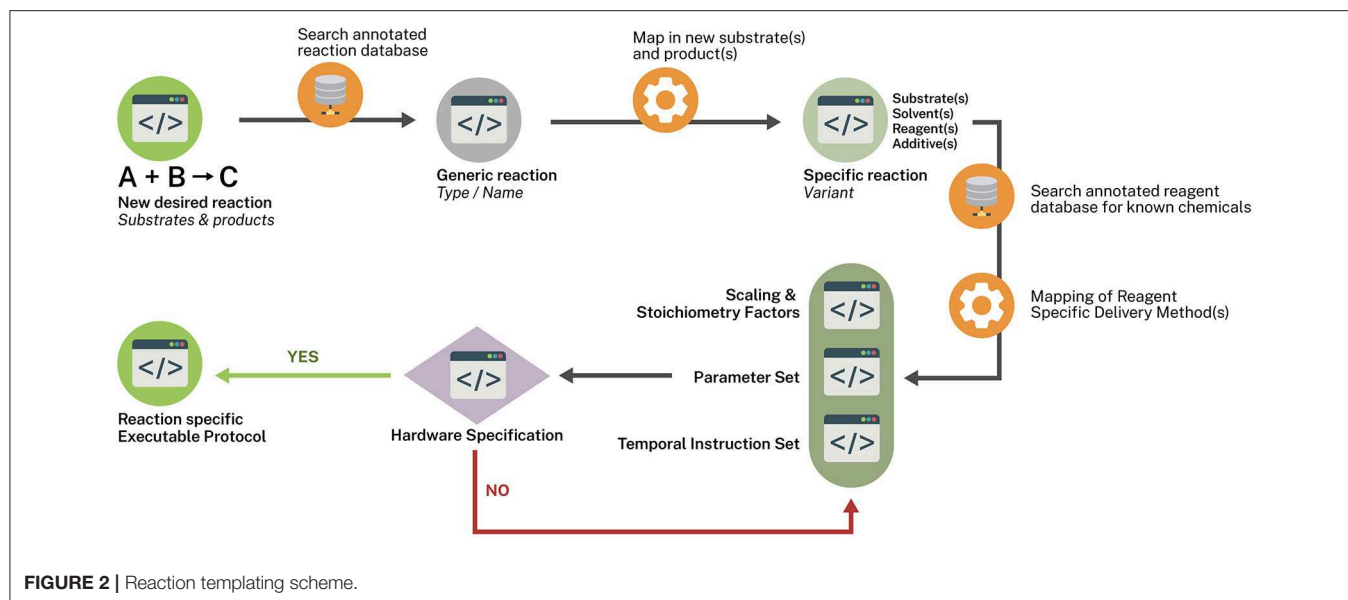 Search annotated
reaction database
Map in new substrate(s)
and product(s)
</>
</>
</>
Substrate(s)
Solvent(s)
Reagent(s)
Additive(s)
A + B → C
New desired reaction
Substrates & products
Generic reaction
Type / Name
Specific reaction
Variant
Search annotated reagent
database for known chemicals
Mapping of Reagent
Specific Delivery Method(s)
Scaling &
Stoichiometry Factors
</>
Parameter Set
</>
Temporal Instruction Set
</>
</>
Hardware Specification
YES
NO
</>
Reaction specific
Executable Protocol
FIGURE 2 | Reaction templating scheme.